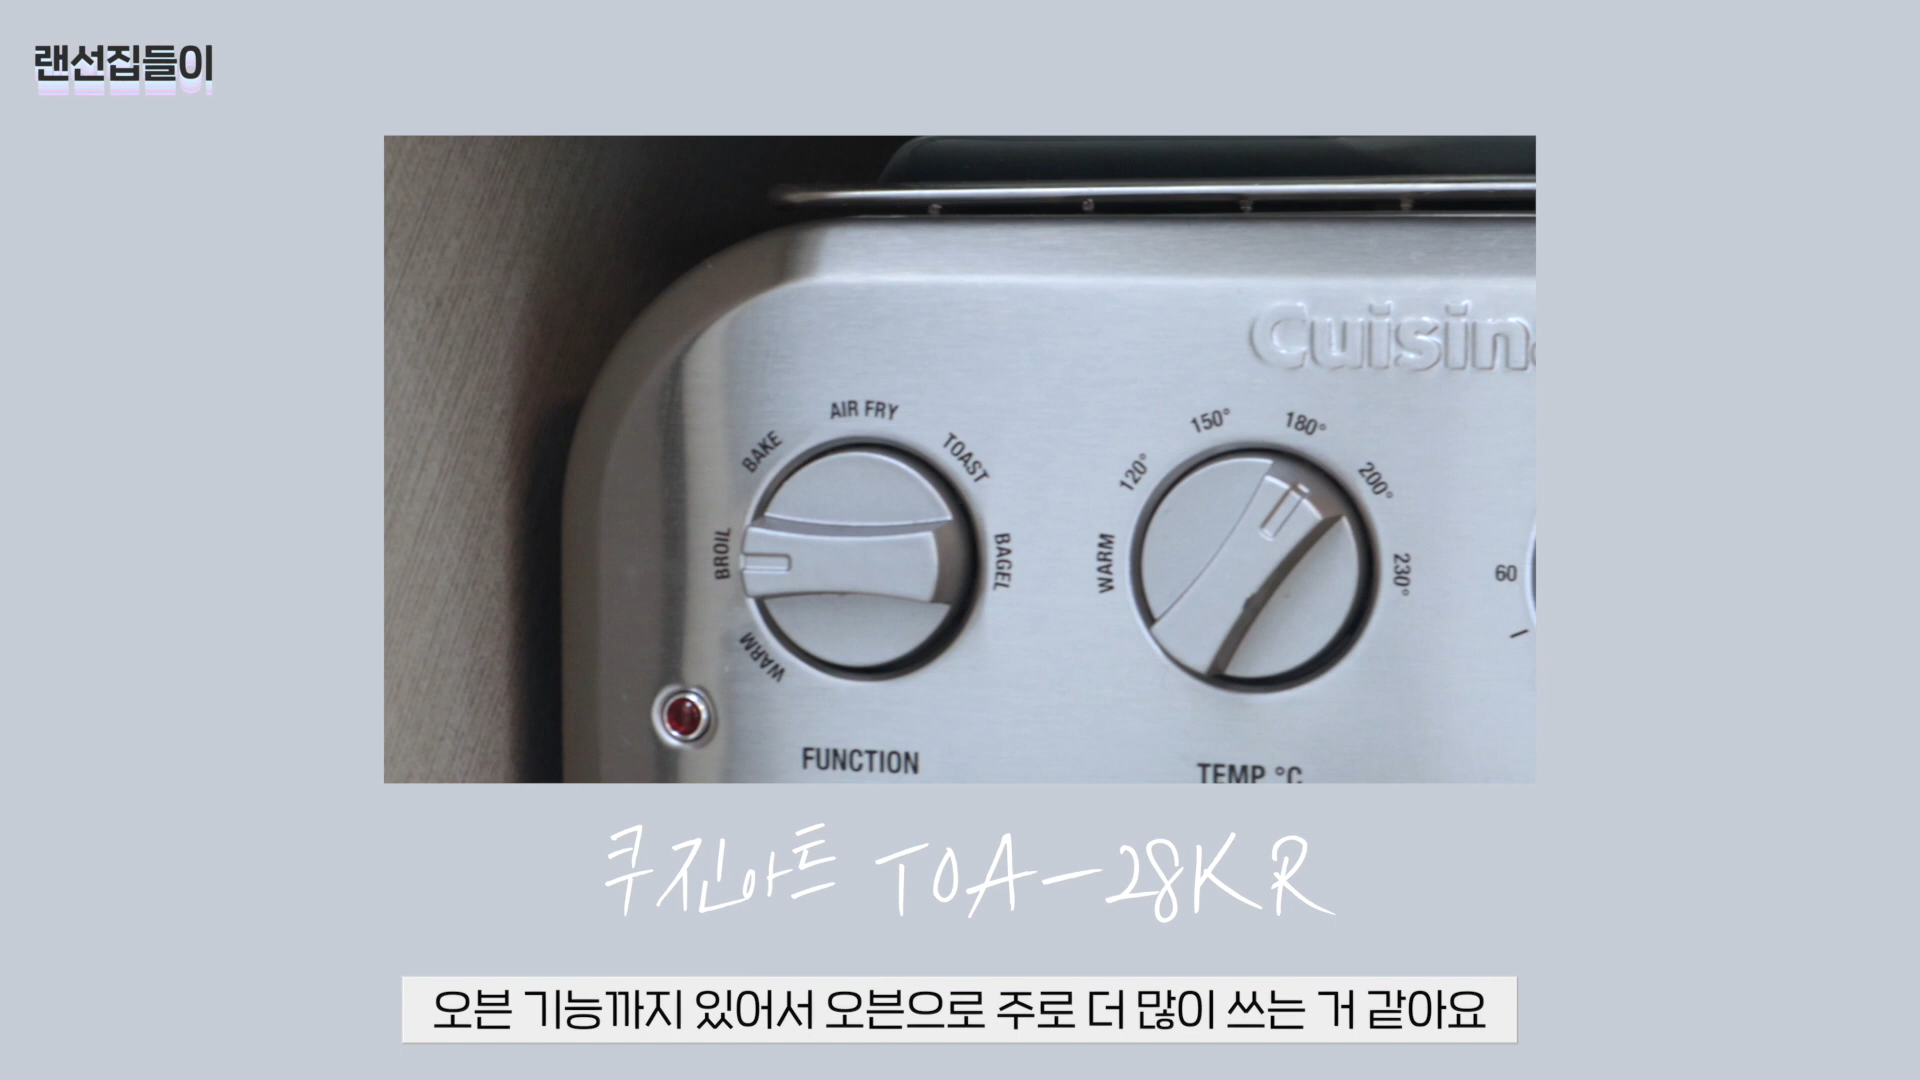 랜선집들이
Cuisin
AIR FRY
BAKE
TOAST
BROIL
BAGEL
WARM
FUNCTION
150°
180°
120°
200°
WARM
230°
TEMP °C
60
쿠진아트 TOA-28KR
오븐 기능까지 있어서 오븐으로 주로 더 많이 쓰는 거 같아요